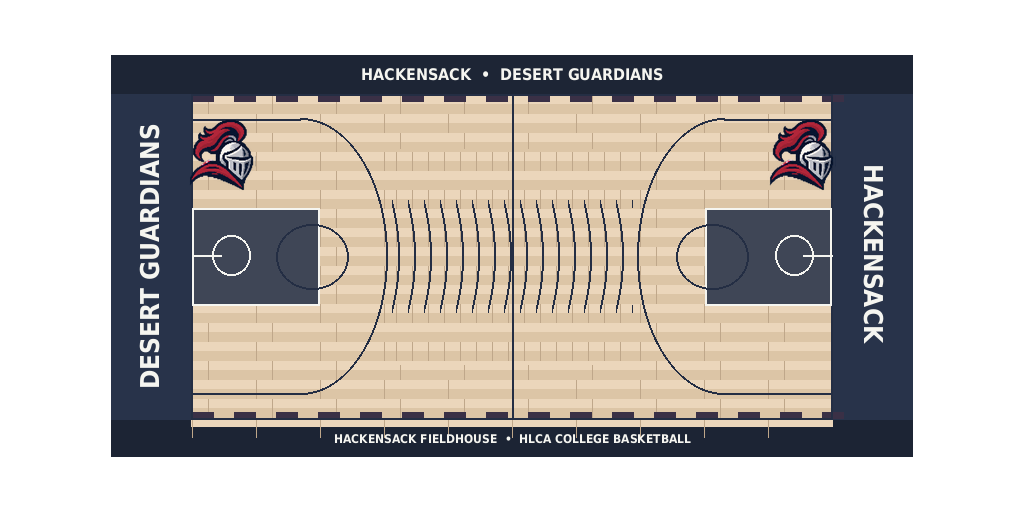 HACKENSACK • DESERT GUARDIANS
DESERT GUARDIANS
HACKENSACK
HACKENSACK FIELDHOUSE • HLCA COLLEGE BASKETBALL